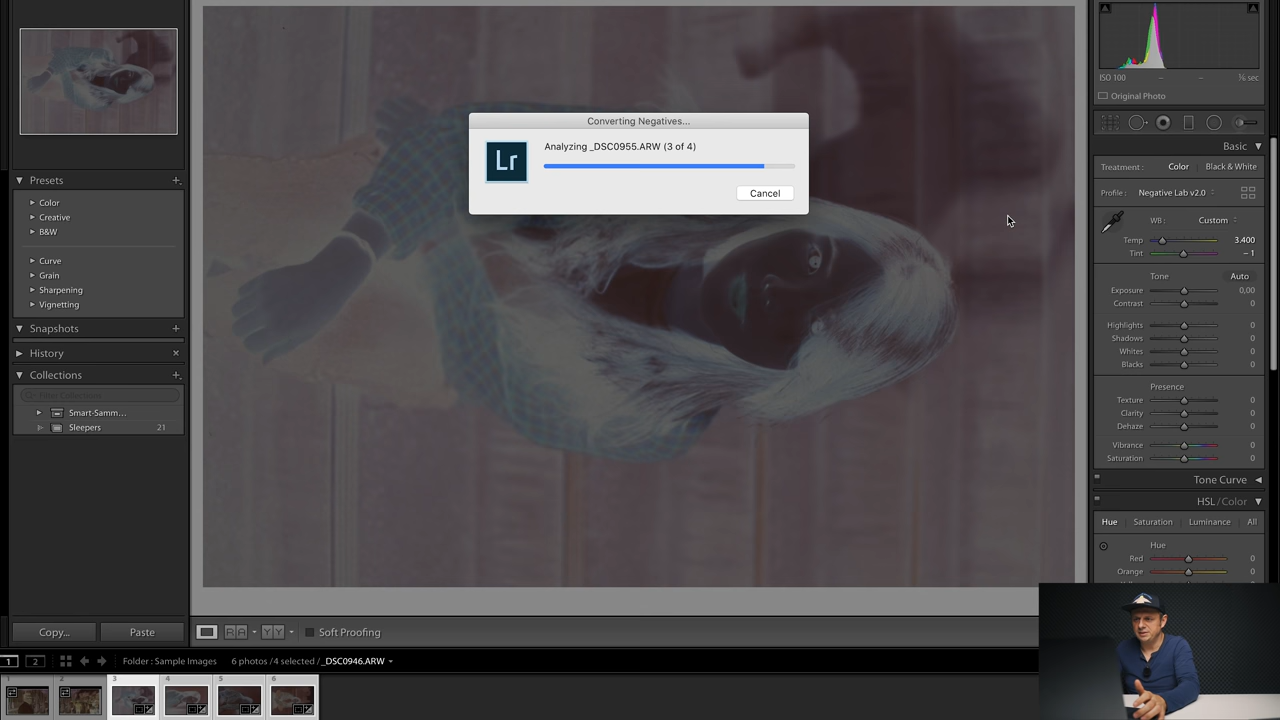 Presets
Color
Creative
B&W
Curve
Grain
Sharpening
Vignetting
Snapshots
History
Collections
Smart-Samm...
Sleepers 21
Copy...
Paste
Converting Negatives...
Lr
Analyzing _DSC0955.ARW (3 of 4)
Cancel
Soft Proofing
ISO 100
Original Photo
Basic
Treatment : Color Black & White
Profile : Negative Lab v2.0
WB : Custom
Temp 3.400
Tint – 1
Tone Auto
Exposure 0,00
Contrast 0
Highlights 0
Shadows 0
Whites 0
Blacks 0
Presence
Texture 0
Clarity 0
Dehaze 0
Vibrance 0
Saturation 0
Tone Curve
HSL / Color
Hue Saturation Luminance All
Hue
Red 0
Orange 0
1 2 Folder : Sample Images 6 photos / 4 selected / _DSC0946.ARW
1 2 3 4 5 6